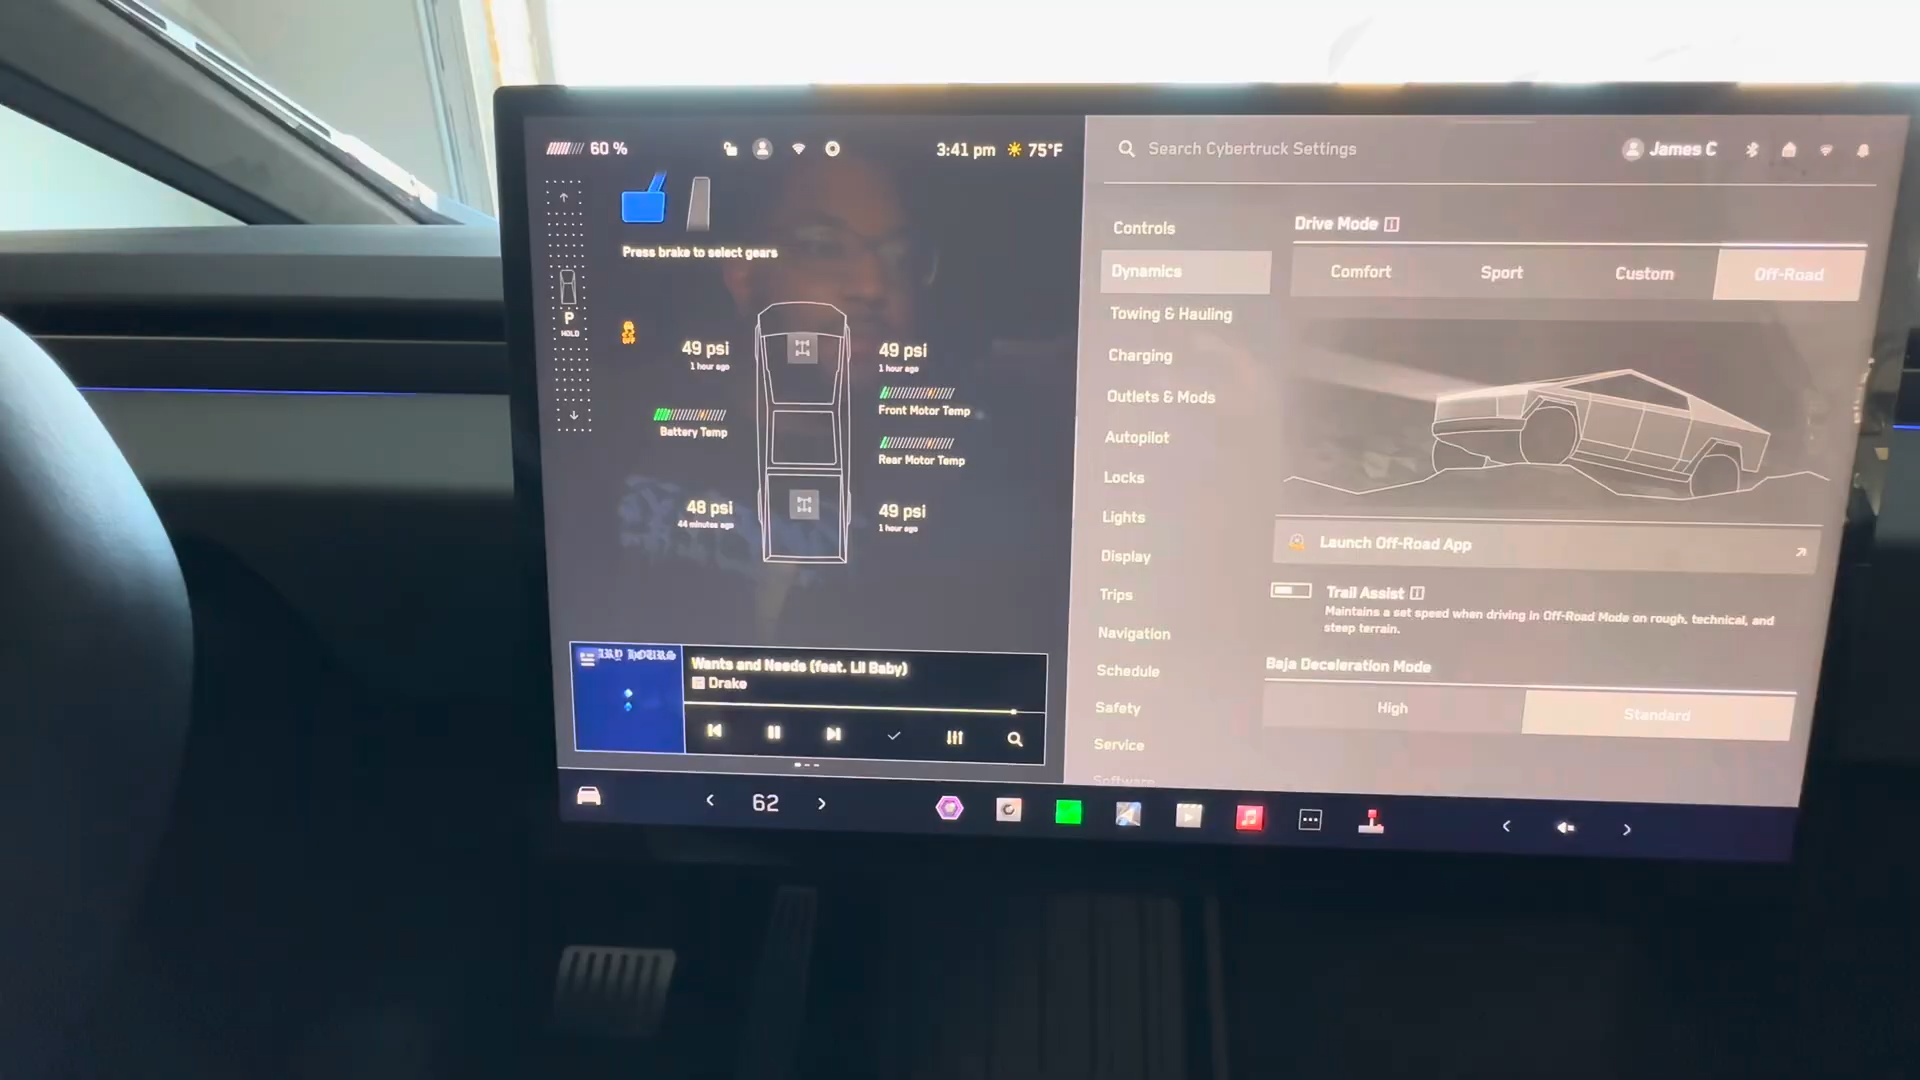 60 %
3:41 pm
75°F
Press brake to select gears
P
HOLD
OFF
49 psi
1 hour ago
49 psi
1 hour ago
Front Motor Temp
Battery Temp
Rear Motor Temp
48 psi
44 minutes ago
49 psi
1 hour ago
IRY HOURS
Wants and Needs (feat. Lil Baby)
Drake
62
Search Cybertruck Settings
James C
Controls
Dynamics
Towing & Hauling
Charging
Outlets & Mods
Autopilot
Locks
Lights
Display
Trips
Navigation
Schedule
Safety
Service
Software
Drive Mode
Comfort
Sport
Custom
Off-Road
Launch Off-Road App
Trail Assist
Maintains a set speed when driving in Off-Road Mode on rough, technical, and
steep terrain.
Baja Deceleration Mode
High
Standard